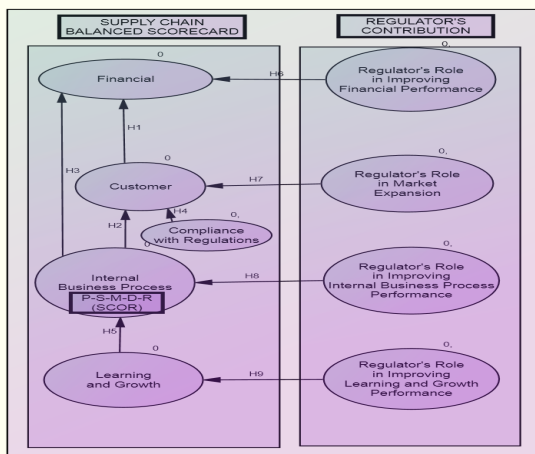 SUPPLY CHAIN
BALANCED SCORECARD
REGULATOR'S
CONTRIBUTION
0
Financial
H6
0,
Regulator's Role
in Improving
Financial Performance
H1
H3
0
Customer
H7
0,
Regulator's Role
in Market
Expansion
H4
H2
0,
Compliance
with Regulations
0
Internal
Business Process
P-S-M-D-R
(SCOR)
H8
0,
Regulator's Role
in Improving
Internal Business Process
Performance
H5
0
Learning
and Growth
H9
0,
Regulator's Role
in Improving
Learning and Growth
Performance